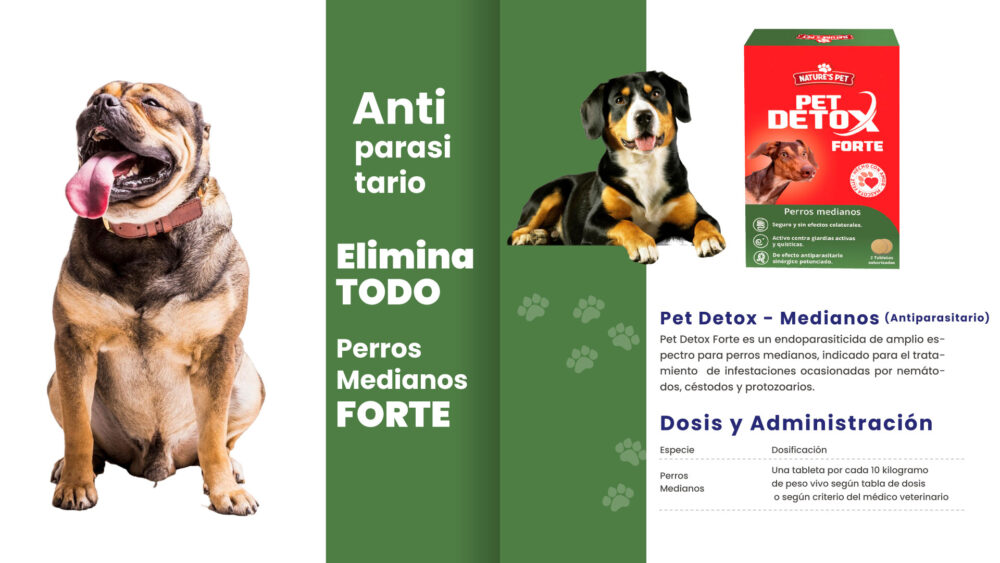 Anti
parasi
tario
Elimina
TODO
Perros
Medianos
FORTE
NATURE'S PET
PET
DETOX
FORTE
Perros medianos
Seguro y sin efectos colaterales.
Activo contra giardias activas
y quísticas.
De efecto antiparasitario
sinérgico potenciado.
2 Tabletas
saborizadas
Pet Detox - Medianos (Antiparasitario)
Pet Detox Forte es un endoparasiticida de amplio es-
pectro para perros medianos, indicado para el trata-
miento de infestaciones ocasionadas por nemáto-
dos, céstodos y protozoarios.
Dosis y Administración
Especie Dosificación
Perros
Medianos
Una tableta por cada 10 kilogramo
de peso vivo según tabla de dosis
o según criterio del médico veterinario